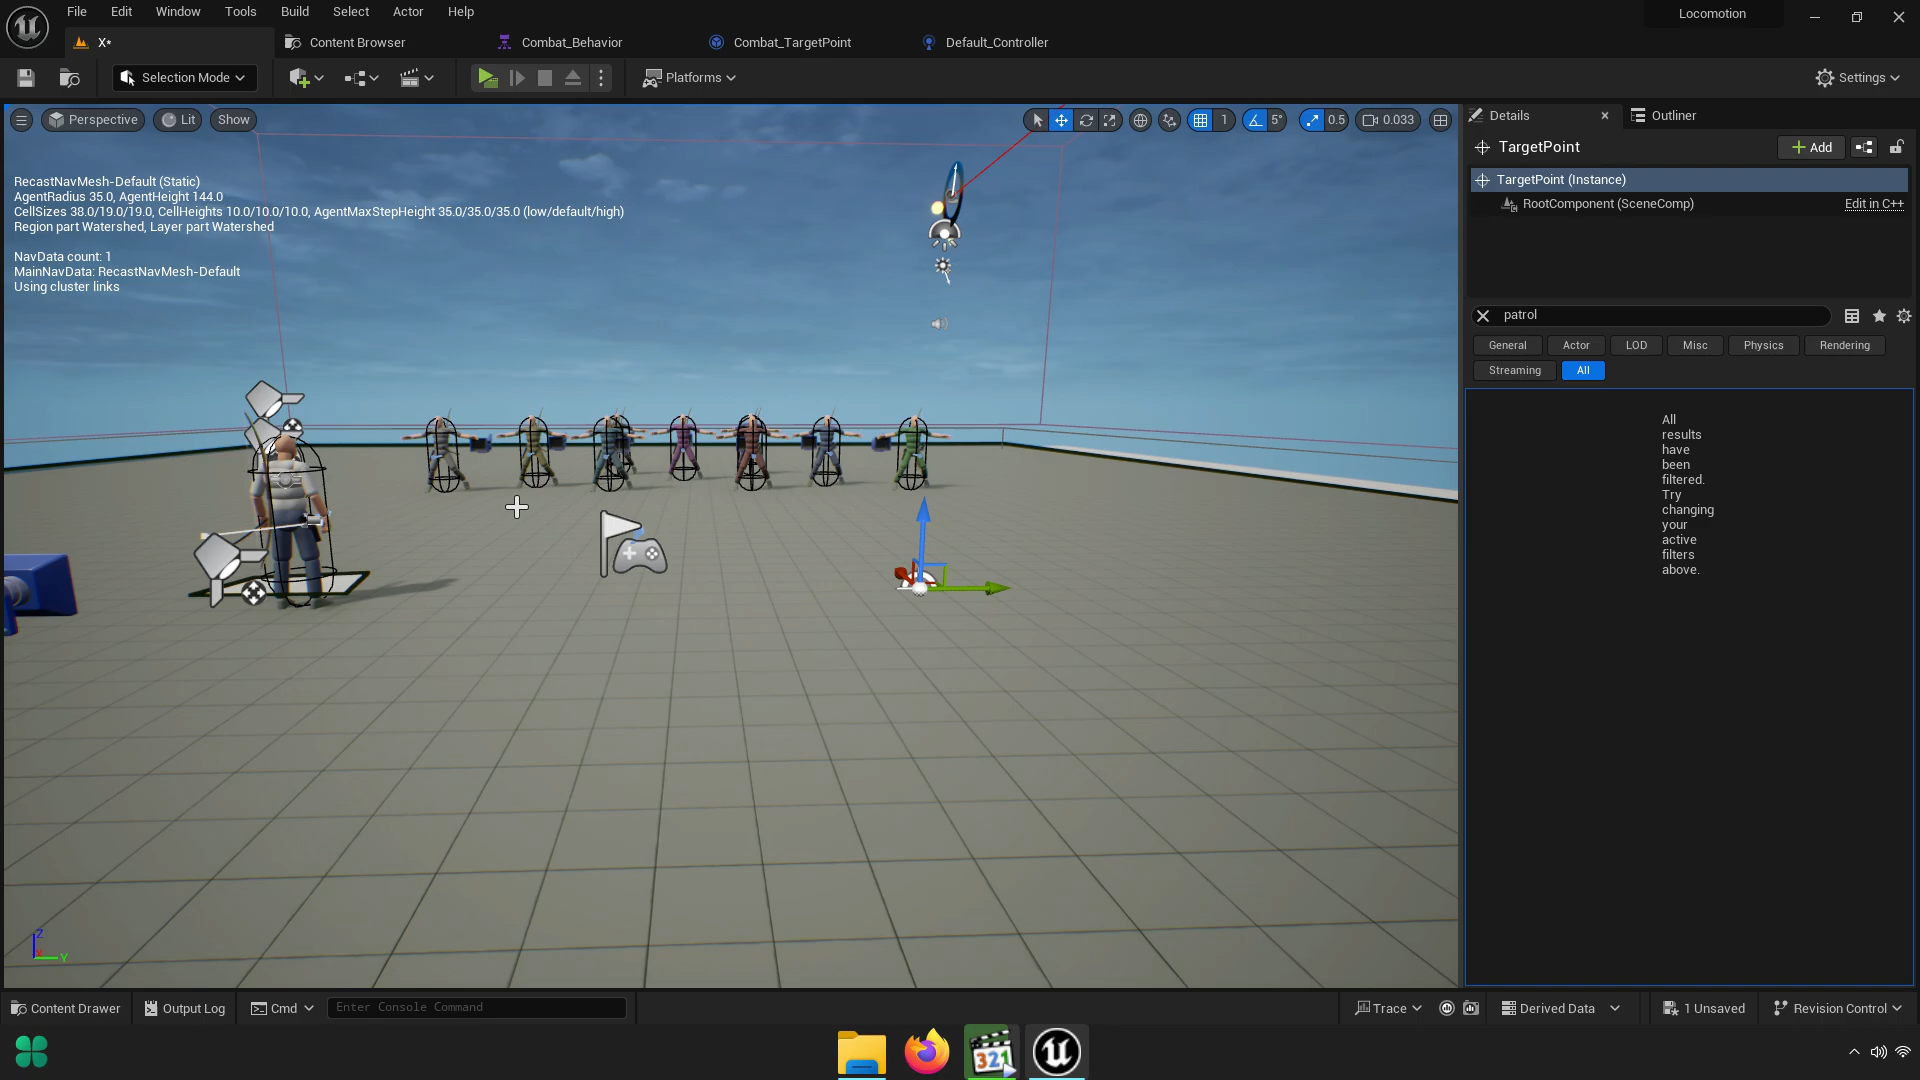 File Edit Window Tools Build Select Actor Help
Locomotion
X*
Content Browser
Combat_Behavior
Combat_TargetPoint
Default_Controller
Selection Mode
Platforms
Settings
Perspective
Lit
Show
1
5°
0.5
0.033
RecastNavMesh-Default (Static)
AgentRadius 35.0, AgentHeight 144.0
CellSizes 38.0/19.0/19.0, CellHeights 10.0/10.0/10.0, AgentMaxStepHeight 35.0/35.0/35.0 (low/default/high)
Region part Watershed, Layer part Watershed
NavData count: 1
MainNavData: RecastNavMesh-Default
Using cluster links
Z
X
Y
Details
Outliner
TargetPoint
Add
TargetPoint (Instance)
RootComponent (SceneComp)
Edit in C++
patrol
General
Actor
LOD
Misc
Physics
Rendering
Streaming
All
All
results
have
been
filtered.
Try
changing
your
active
filters
above.
Content Drawer
Output Log
Cmd
Enter Console Command
Trace
Derived Data
1 Unsaved
Revision Control
321